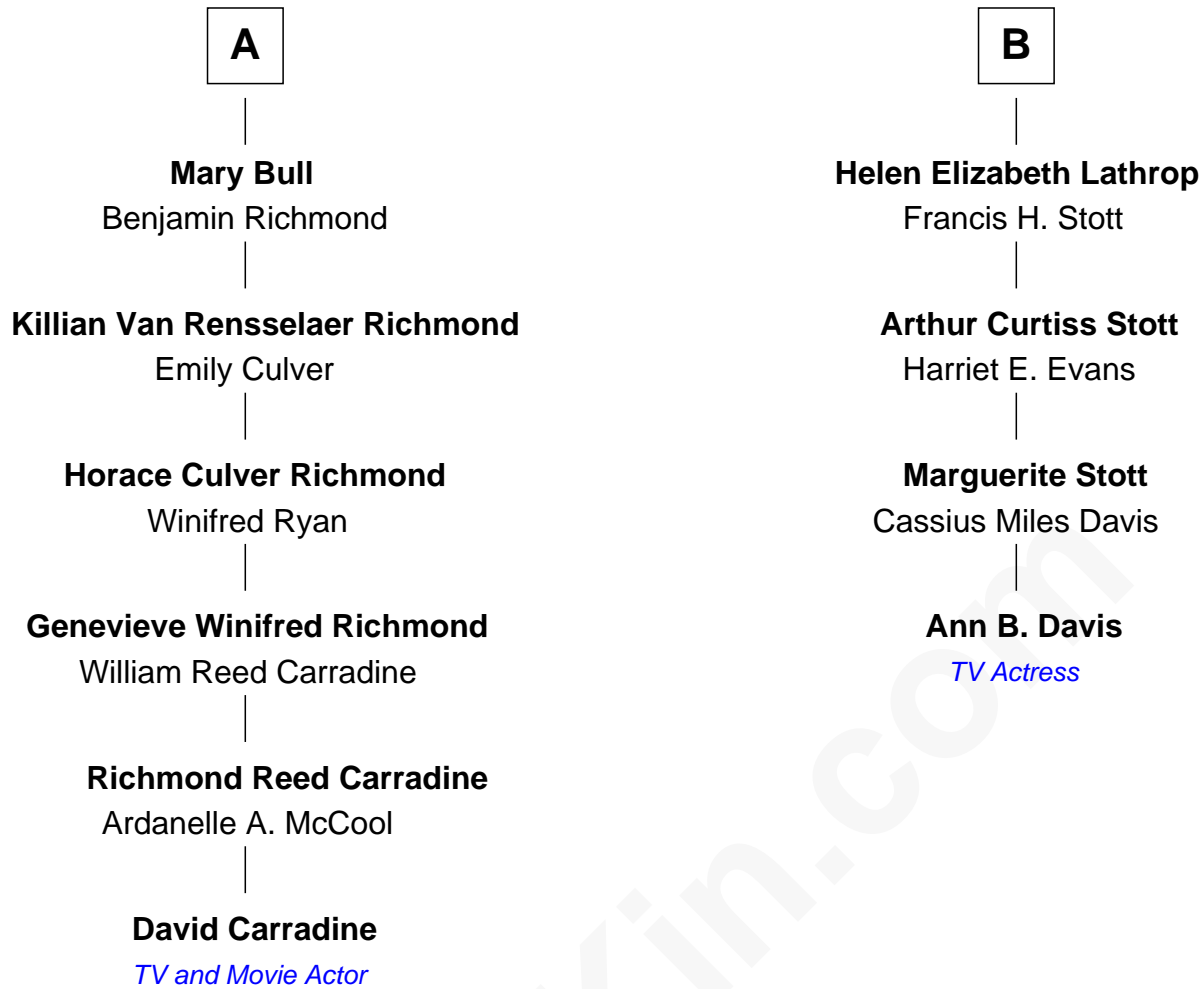 A
Mary Bull
Benjamin Richmond
Killian Van Rensselaer Richmond
Emily Culver
Horace Culver Richmond
Winifred Ryan
Genevieve Winifred Richmond
William Reed Carradine
Richmond Reed Carradine
Ardanelle A. McCool
David Carradine
TV and Movie Actor
B
Helen Elizabeth Lathrop
Francis H. Stott
Arthur Curtiss Stott
Harriet E. Evans
Marguerite Stott
Cassius Miles Davis
Ann B. Davis
TV Actress
Kin.com